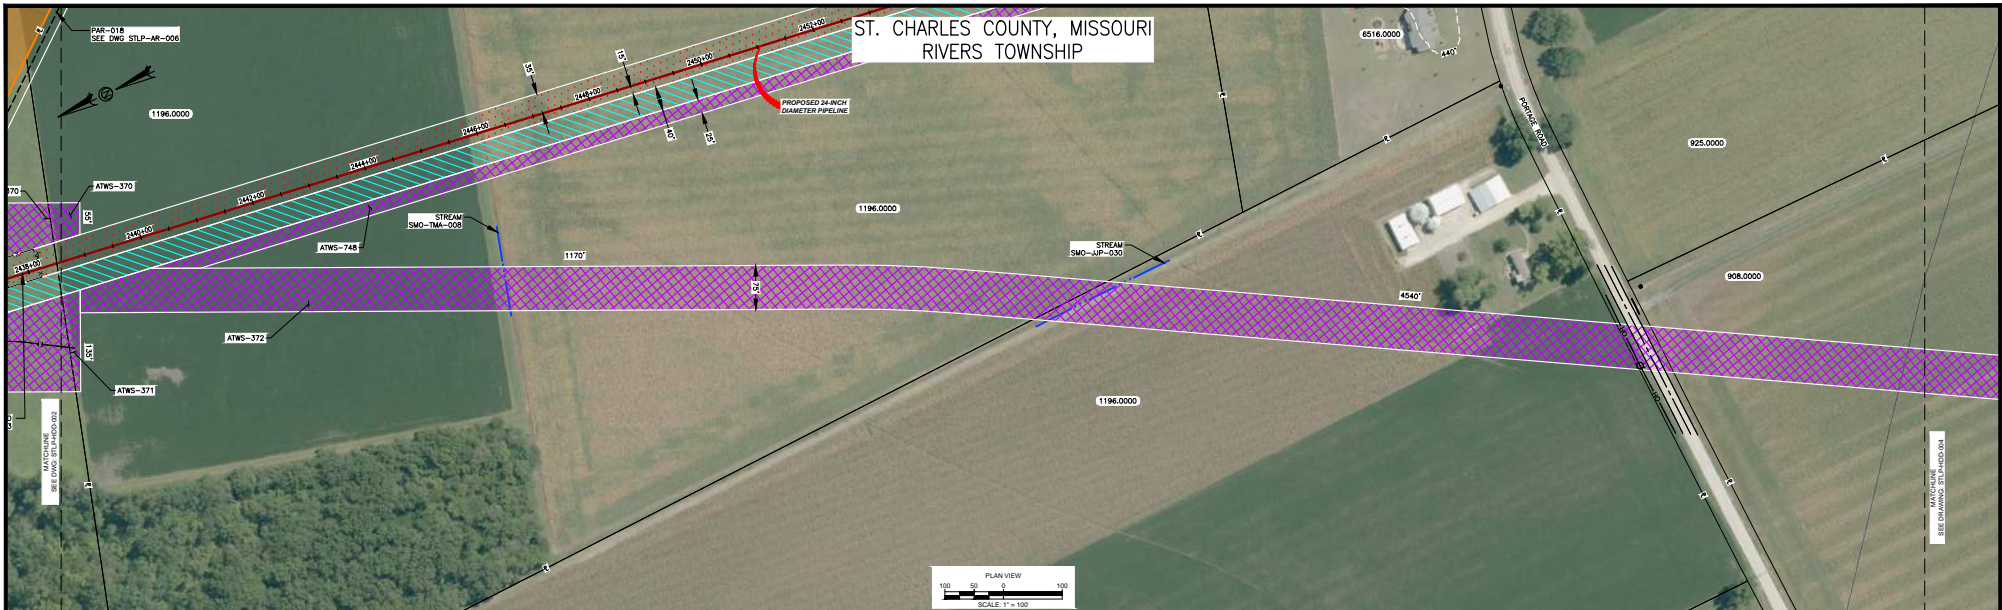 ST. CHARLES COUNTY, MISSOURI
RIVERS TOWNSHIP
PAR-018
SEE DWG STLP-AR-006
1196.0000
35'
15'
2452+00
2450+00
2448+00
2446+00
2444+00
2442+00
2440+00
2438+00
40'
25'
PROPOSED 24-INCH
DIAMETER PIPELINE
6516.0000
440'
PORTAGE ROAD
925.0000
ATWS-370
55'
ATWS-748
STREAM
SMO-TMA-008
1196.0000
STREAM
SMO-JJP-030
1170'
75'
4540'
908.0000
ATWS-372
135'
ATWS-371
1196.0000
OH
OH
MATCHLINE
SEE DWG: STLP-HDD-002
MATCHLINE
SEE DRAWING: STLP-HDD-004
PLAN VIEW
100 50 0 100
SCALE: 1" = 100'